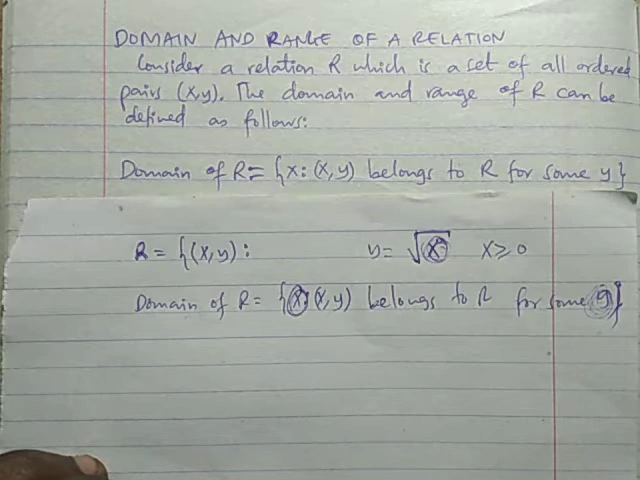 DOMAIN AND RANGE OF A RELATION
Consider a relation R which is a set of all ordered
pairs (x,y). The domain and range of R can be
defined as follows:
Domain of R = {x: (x,y) belongs to R for some y}
R = {(x,y): y = √x x≥0
Domain of R = {x (x,y) belongs to R for some y}